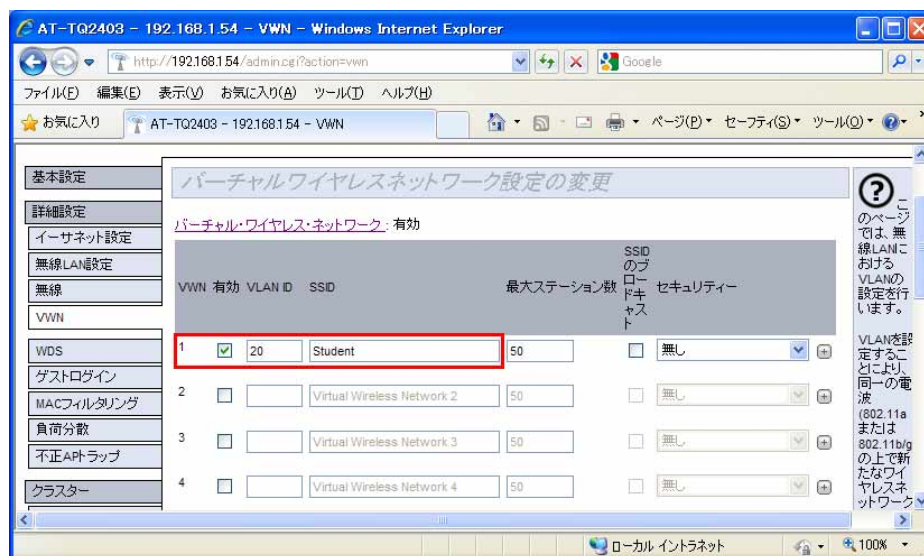 AT-TQ2403 - 192.168.1.54 - VWN - Windows Internet Explorer
http://192.168.1.54/admin.cgi?action=vwn
Google
ファイル(F) 編集(E) 表示(V) お気に入り(A) ツール(T) ヘルプ(H)
お気に入り
AT-TQ2403 - 192.168.1.54 - VWN
ページ(P) セーフティ(S) ツール(O)
基本設定
詳細設定
イーサネット設定
無線LAN設定
無線
VWN
WDS
ゲストログイン
MACフィルタリング
負荷分散
不正APトラップ
クラスター
バーチャルワイヤレスネットワーク設定の変更
バーチャル・ワイヤレス・ネットワーク : 有効
VWN 有効 VLAN ID SSID 最大ステーション数 SSIDのブロードキャスト セキュリティー
1 20 Student 50 無し
2 Virtual Wireless Network 2 50 無し
3 Virtual Wireless Network 3 50 無し
4 Virtual Wireless Network 4 50 無し
?
この
のページ
では、無
線LANに
おける
VLANの
設定を行
います。
VLANを設
定するこ
とにより、
同一の電
波
(802.11a
または
802.11b/g
の上で新
たなワイ
ヤレスネ
ットワーク
ローカル イントラネット
100%